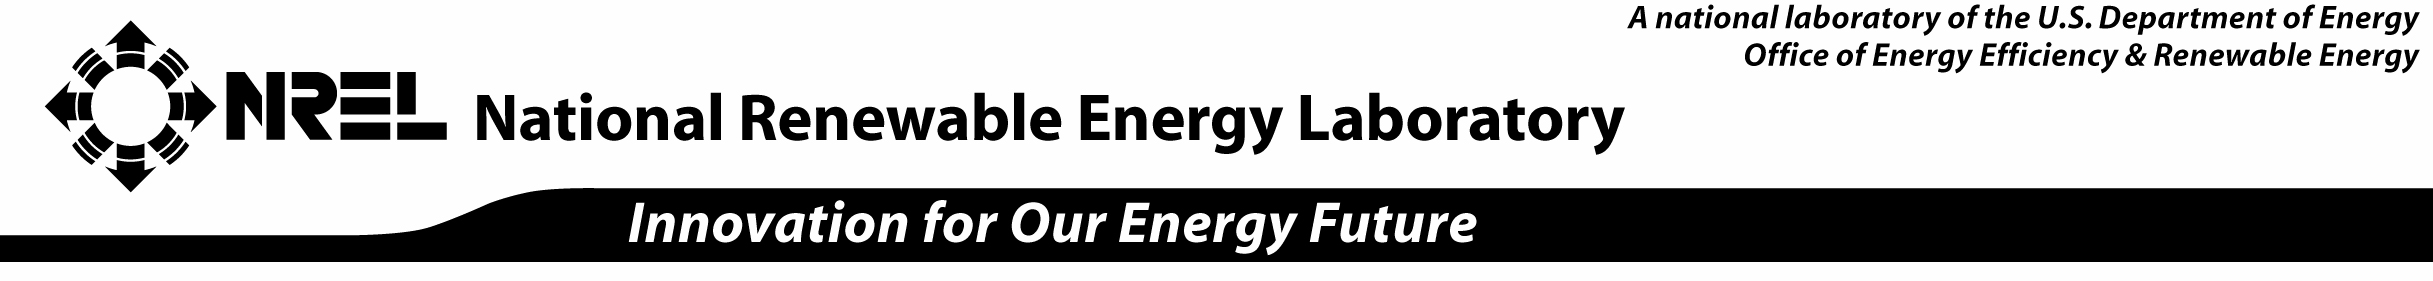 A national laboratory of the U.S. Department of Energy
Office of Energy Efficiency & Renewable Energy
NREL National Renewable Energy Laboratory
Innovation for Our Energy Future